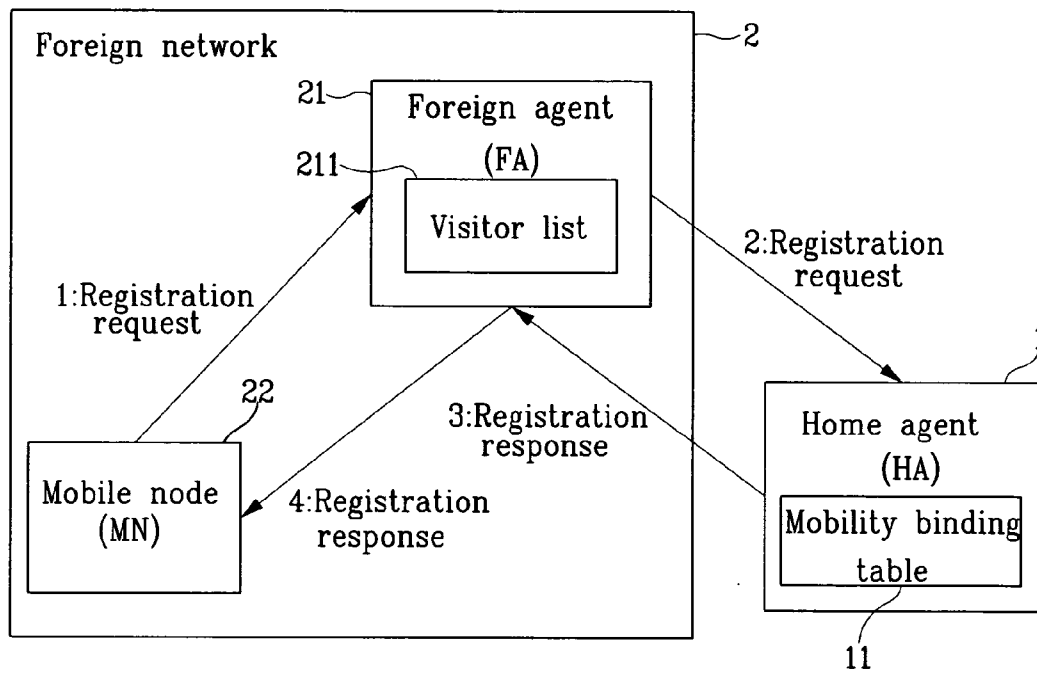 Foreign network
2
21
Foreign agent
(FA)
211
Visitor list
1:Registration
request
2:Registration
request
22
Mobile node
(MN)
3:Registration
response
4:Registration
response
Home agent
(HA)
Mobility binding
table
11